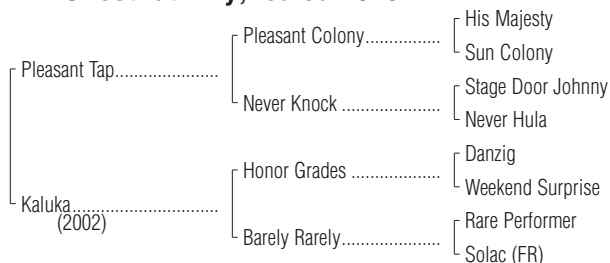 Pleasant Colony
His Majesty
Sun Colony
Pleasant Tap
Never Knock
Stage Door Johnny
Never Hula
Honor Grades
Danzig
Weekend Surprise
Kaluka
(2002)
Barely Rarely
Rare Performer
Solac (FR)